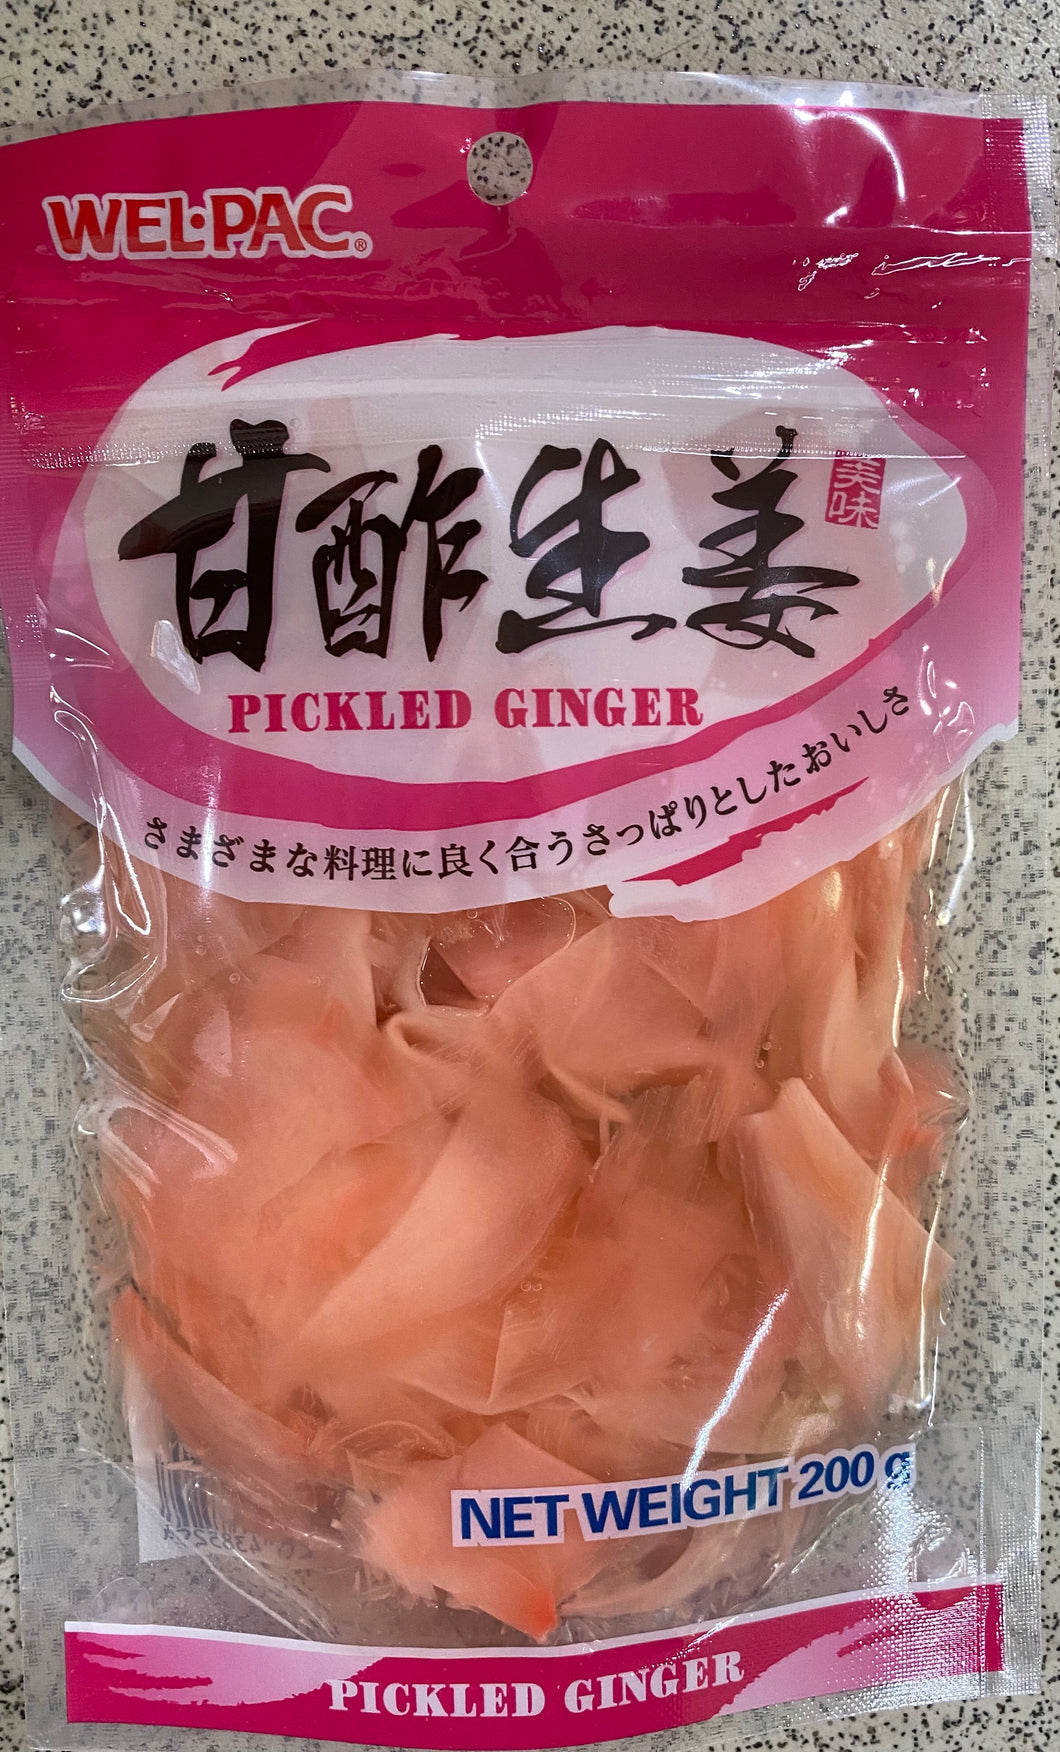 WEL·PAC®
甘酢生姜
美味
PICKLED GINGER
さまざまな料理に良く合うさっぱりとしたおいしさ
NET WEIGHT 200 g
PICKLED GINGER